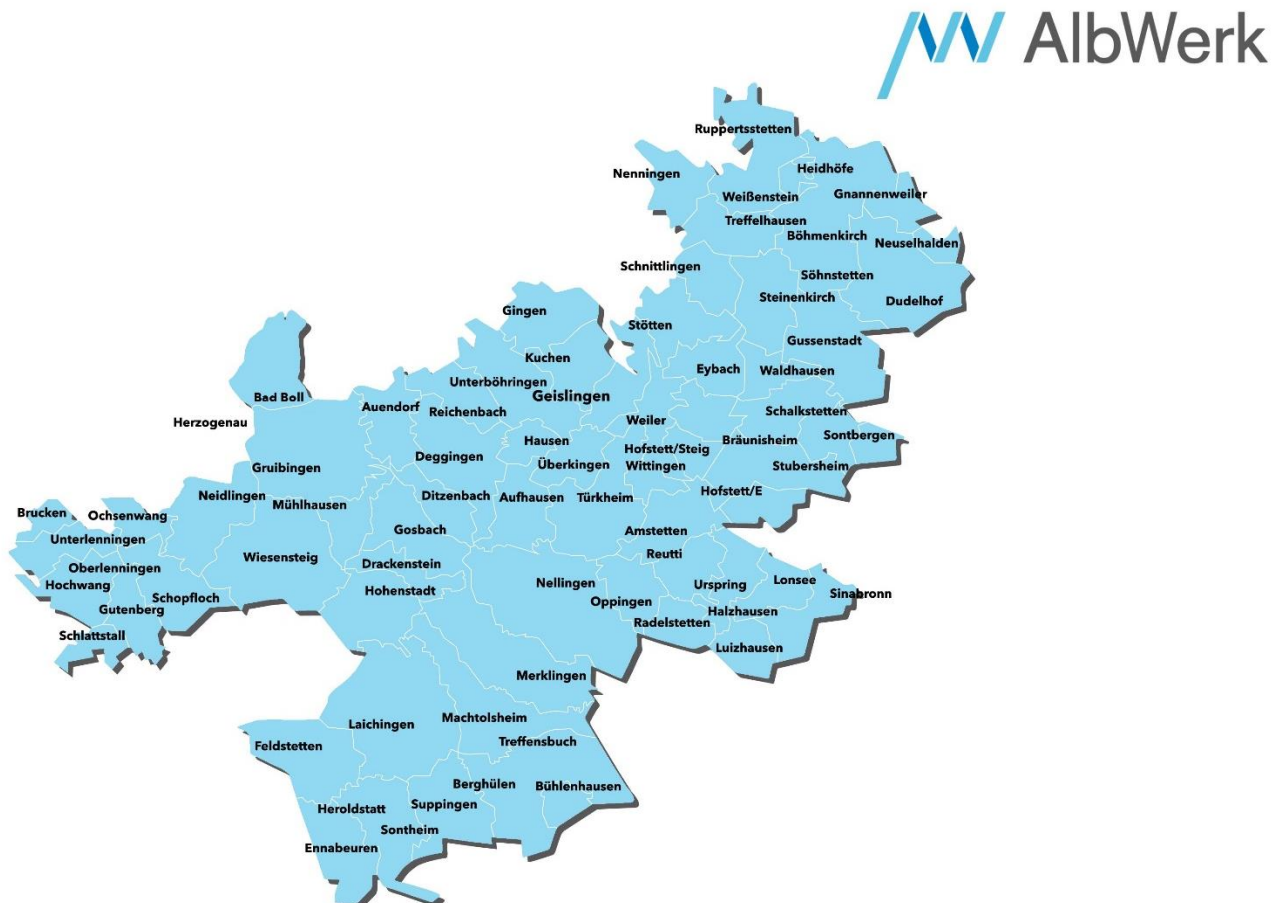 AlbWerk
Ruppertsstetten
Heidhöfe
Nenningen
Weißenstein
Gnannenweiler
Treffelhausen
Böhmenkirch
Neuselhalden
Schnittlingen
Söhnstetten
Steinenkirch
Dudelhof
Gingen
Stötten
Gussenstadt
Kuchen
Eybach
Waldhausen
Unterböhringen
Geislingen
Bad Boll
Auendorf
Reichenbach
Schalkstetten
Herzogenau
Weiler
Sontbergen
Hausen
Bräunisheim
Hofstett/Steig
Deggingen
Überkingen
Wittingen
Stubersheim
Gruibingen
Neidlingen
Mühlhausen
Ditzenbach
Aufhausen
Türkheim
Hofstett/E
Brucken
Ochsenwang
Gosbach
Amstetten
Unterlenningen
Wiesensteig
Reutti
Drackenstein
Oberlenningen
Hochwang
Hohenstadt
Nellingen
Urspring
Lonsee
Sinabronn
Schopfloch
Gutenberg
Oppingen
Halzhausen
Radelstetten
Schlattstall
Luizhausen
Merklingen
Laichingen
Machtolsheim
Feldstetten
Treffensbuch
Berghülen
Bühlenhausen
Heroldstatt
Suppingen
Sontheim
Ennabeuren